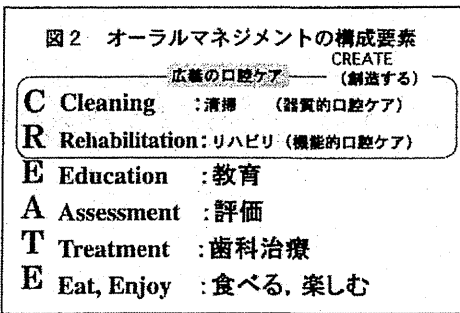 図2 オーラルマネジメントの構成要素
CREATE
広義の口腔ケア (創造する)
C Cleaning :清掃 (器質的口腔ケア)
R Rehabilitation:リハビリ (機能的口腔ケア)
E Education :教育
A Assessment :評価
T Treatment :歯科治療
E Eat, Enjoy :食べる, 楽しむ